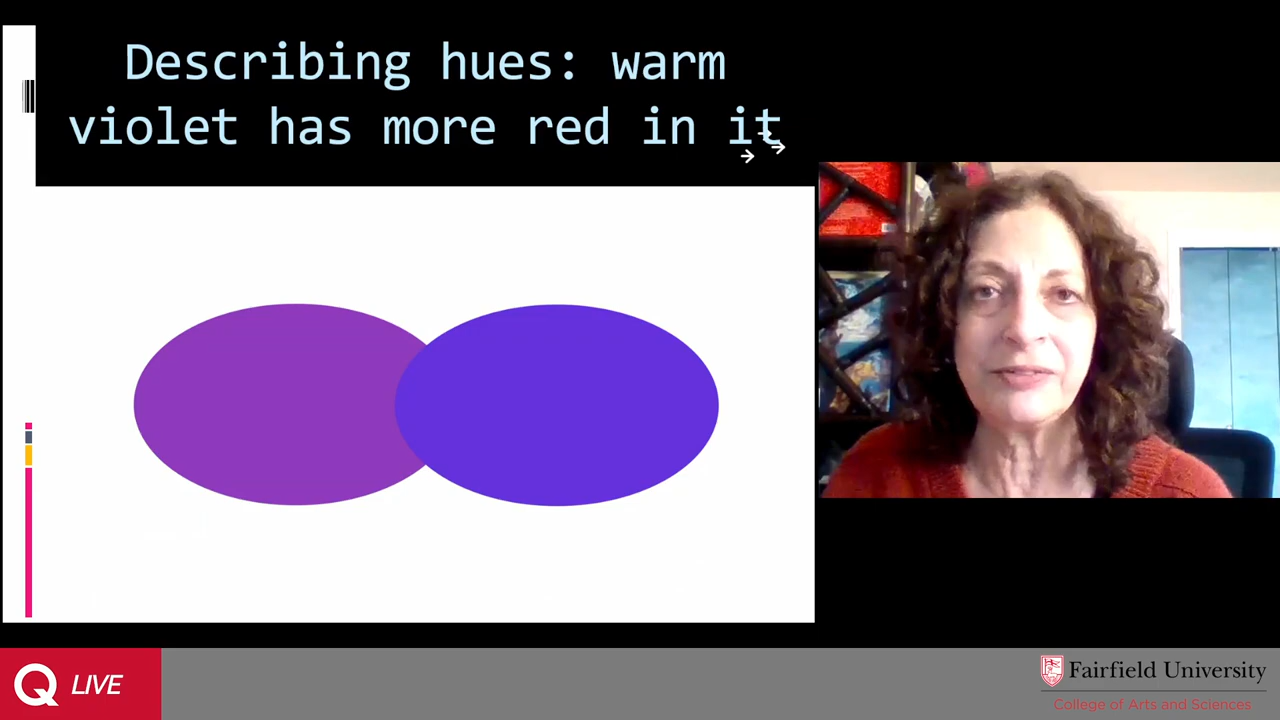 Describing hues: warm
violet has more red in it
Q LIVE
Fairfield University
College of Arts and Sciences